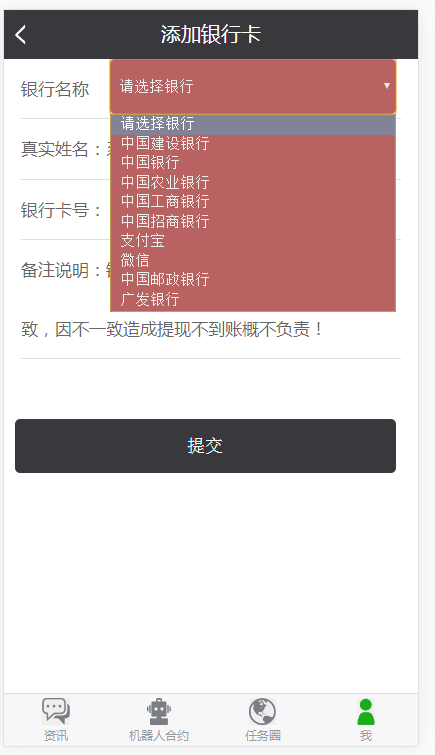 添加银行卡
银行名称
请选择银行
请选择银行
中国建设银行
中国银行
中国农业银行
中国工商银行
中国招商银行
支付宝
微信
中国邮政银行
广发银行
真实姓名：
银行卡号：
备注说明：
致，因不一致造成提现不到账概不负责！
提交
资讯
机器人合约
任务圈
我